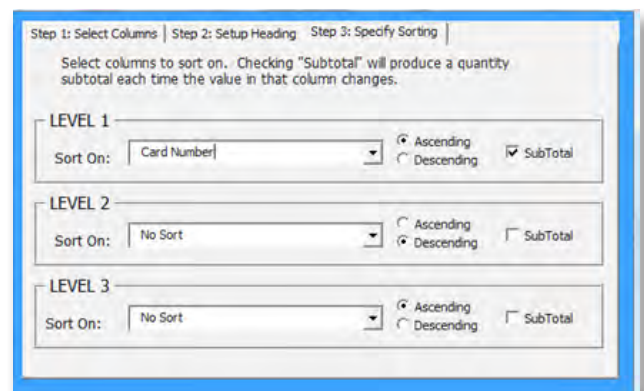 Step 1: Select Columns | Step 2: Setup Heading Step 3: Specify Sorting
Select columns to sort on. Checking "Subtotal" will produce a quantity
subtotal each time the value in that column changes.
LEVEL 1
Sort On: Card Number Ascending SubTotal
Descending
LEVEL 2
Sort On: No Sort Ascending SubTotal
Descending
LEVEL 3
Sort On: No Sort Ascending SubTotal
Descending